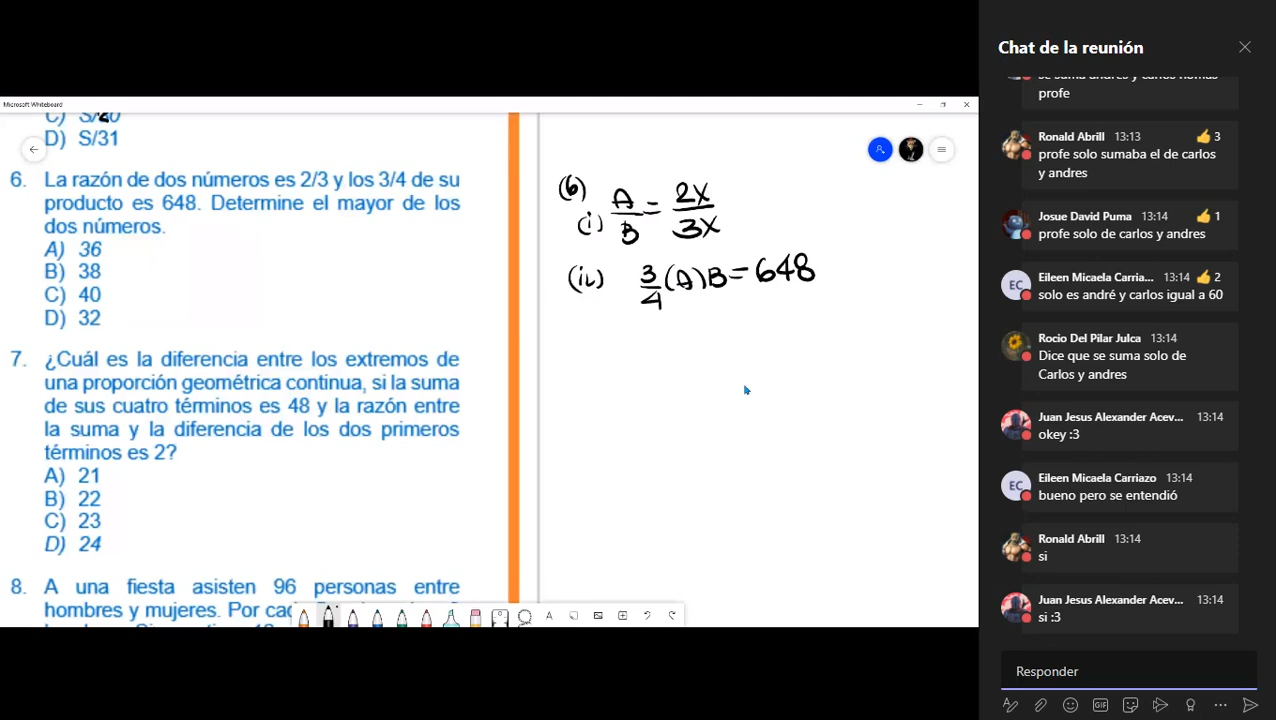 Microsoft Whiteboard
C) S/20
D) S/31
6. La razón de dos números es 2/3 y los 3/4 de su
producto es 648. Determine el mayor de los
dos números.
A) 36
B) 38
C) 40
D) 32
7. ¿Cuál es la diferencia entre los extremos de
una proporción geométrica continua, si la suma
de sus cuatro términos es 48 y la razón entre
la suma y la diferencia de los dos primeros
términos es 2?
A) 21
B) 22
C) 23
D) 24
8. A una fiesta asisten 96 personas entre
hombres y mujeres. Por cad
(6)
(i) A/B = 2x/3x
(ii) 3/4 (A)B = 648
A
Chat de la reunión
profe
Ronald Abrill 13:13 👍 3
profe solo sumaba el de carlos
y andres
Josue David Puma 13:14 👍 1
profe solo de carlos y andres
EC
Eileen Micaela Carria... 13:14 👍 2
solo es andré y carlos igual a 60
Rocio Del Pilar Julca 13:14
Dice que se suma solo de
Carlos y andres
Juan Jesus Alexander Acev... 13:14
okey :3
EC
Eileen Micaela Carriazo 13:14
bueno pero se entendió
Ronald Abrill 13:14
si
Juan Jesus Alexander Acev... 13:14
si :3
Responder
GIF